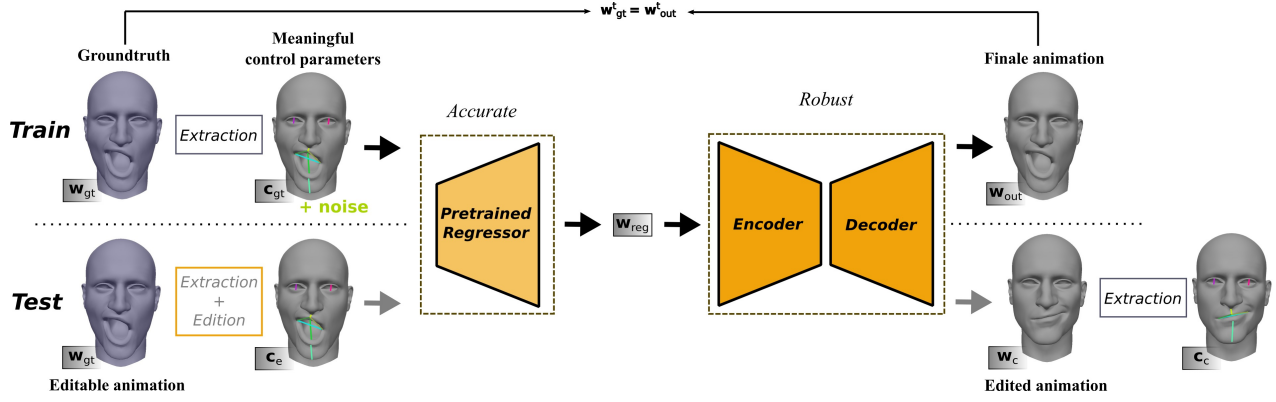 w^t_gt = w^t_out
Groundtruth
Meaningful
control parameters
Finale animation
Train
Extraction
Accurate
Robust
w_gt
c_gt
+ noise
w_out
Pretrained
Regressor
w_reg
Encoder
Decoder
Test
Extraction
+
Edition
Extraction
w_gt
c_e
w_c
c_c
Editable animation
Edited animation